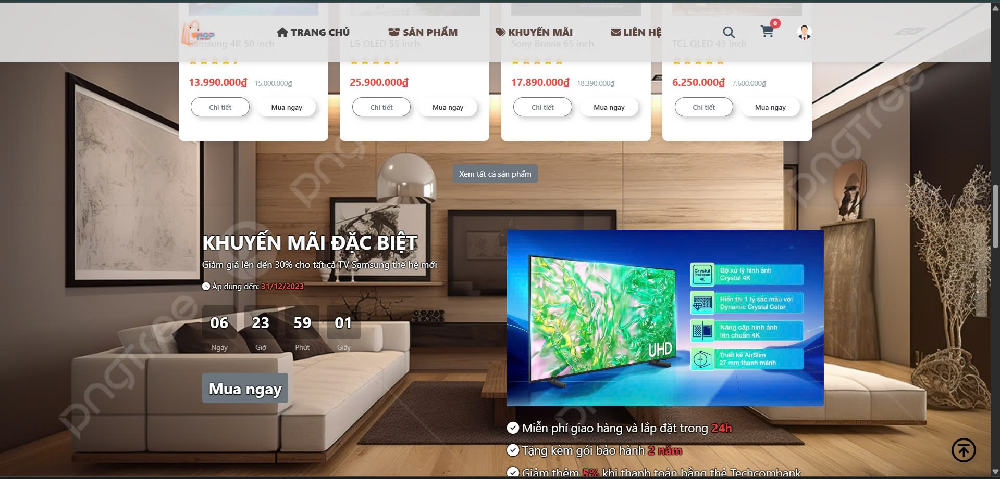 SHOP
TRANG CHỦ
SẢN PHẨM
KHUYẾN MÃI
LIÊN HỆ
0
Samsung 4K 50 inch
LG OLED 55 inch
Sony Bravia 65 inch
TCL QLED 43 inch
13.990.000₫ 15.000.000₫
25.900.000₫
17.890.000₫ 18.390.000₫
6.250.000₫ 7.600.000₫
Chi tiết Mua ngay
Chi tiết Mua ngay
Chi tiết Mua ngay
Chi tiết Mua ngay
Xem tất cả sản phẩm
KHUYẾN MÃI ĐẶC BIỆT
Giảm giá lên đến 30% cho tất cả TV Samsung thế hệ mới
Áp dụng đến: 31/12/2023
06 23 59 01
Ngày Giờ Phút Giây
Mua ngay
Crystal
Processor
4K
Bộ xử lý hình ảnh
Crystal 4K
Hiển thị 1 tỷ sắc màu với
Dynamic Crystal Color
Nâng cấp hình ảnh
lên chuẩn 4K
Thiết kế AirSlim
27 mm thanh mảnh
UHD
Miễn phí giao hàng và lắp đặt trong 24h
Tặng kèm gói bảo hành 2 năm
Giảm thêm 5% khi thanh toán bằng thẻ Techcombank
pngtree
pngtree